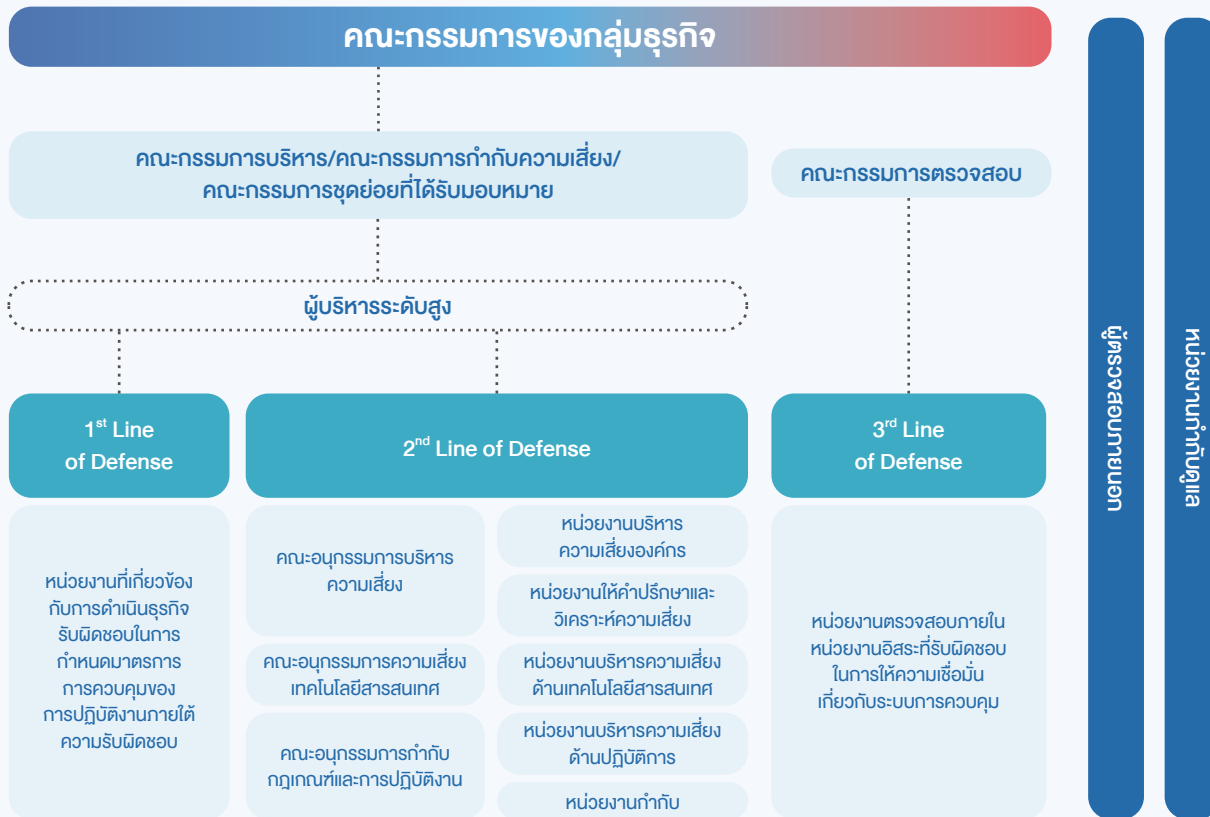 คณะกรรมการของกลุ่มธุรกิจ
คณะกรรมการบริหาร/คณะกรรมการกำกับความเสี่ยง/
คณะกรรมการชุดย่อยที่ได้รับมอบหมาย
คณะกรรมการตรวจสอบ
ผู้บริหารระดับสูง
1st Line
of Defense
2nd Line of Defense
3rd Line
of Defense
หน่วยงานที่เกี่ยวข้อง
กับการดำเนินธุรกิจ
รับผิดชอบในการ
กำหนดมาตรการ
การควบคุมของ
การปฏิบัติงานภายใต้
ความรับผิดชอบ
คณะอนุกรรมการบริหาร
ความเสี่ยง
คณะอนุกรรมการความเสี่ยง
เทคโนโลยีสารสนเทศ
คณะอนุกรรมการกำกับ
กฎเกณฑ์และการปฏิบัติงาน
หน่วยงานบริหาร
ความเสี่ยงองค์กร
หน่วยงานให้คำปรึกษาและ
วิเคราะห์ความเสี่ยง
หน่วยงานบริหารความเสี่ยง
ด้านเทคโนโลยีสารสนเทศ
หน่วยงานบริหารความเสี่ยง
ด้านปฏิบัติการ
หน่วยงานกำกับ
หน่วยงานตรวจสอบภายใน
หน่วยงานอิสระที่รับผิดชอบ
ในการให้ความเชื่อมั่น
เกี่ยวกับระบบการควบคุม
ผู้ตรวจสอบภายนอก
หน่วยงานกำกับดูแล